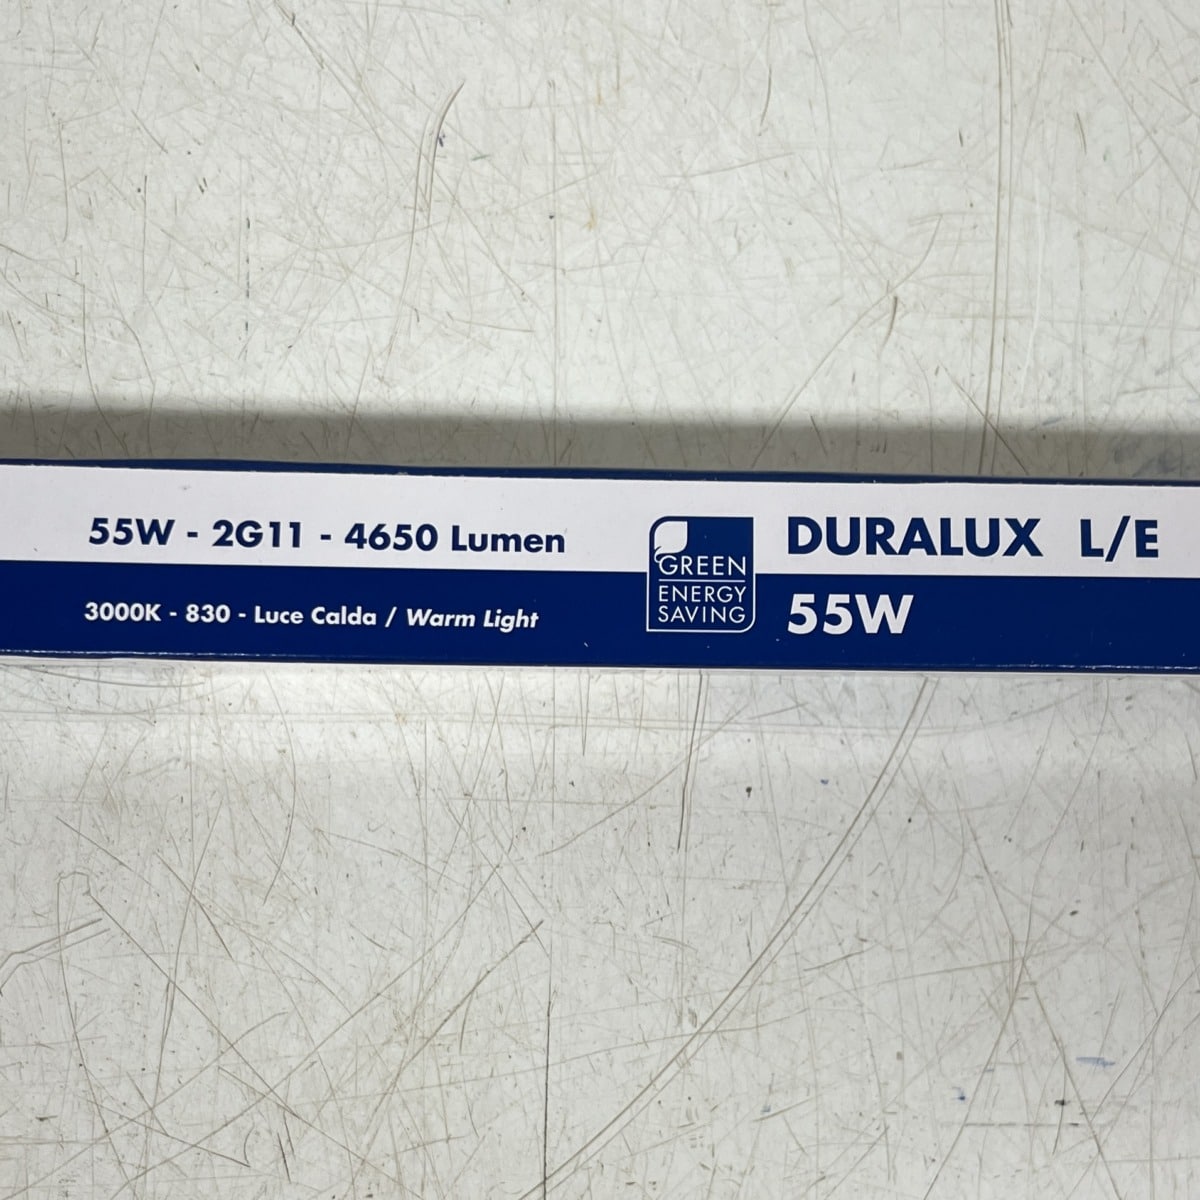 55W - 2G11 - 4650 Lumen
3000K - 830 - Luce Calda / Warm Light
GREEN
ENERGY
SAVING
DURALUX L/E
55W